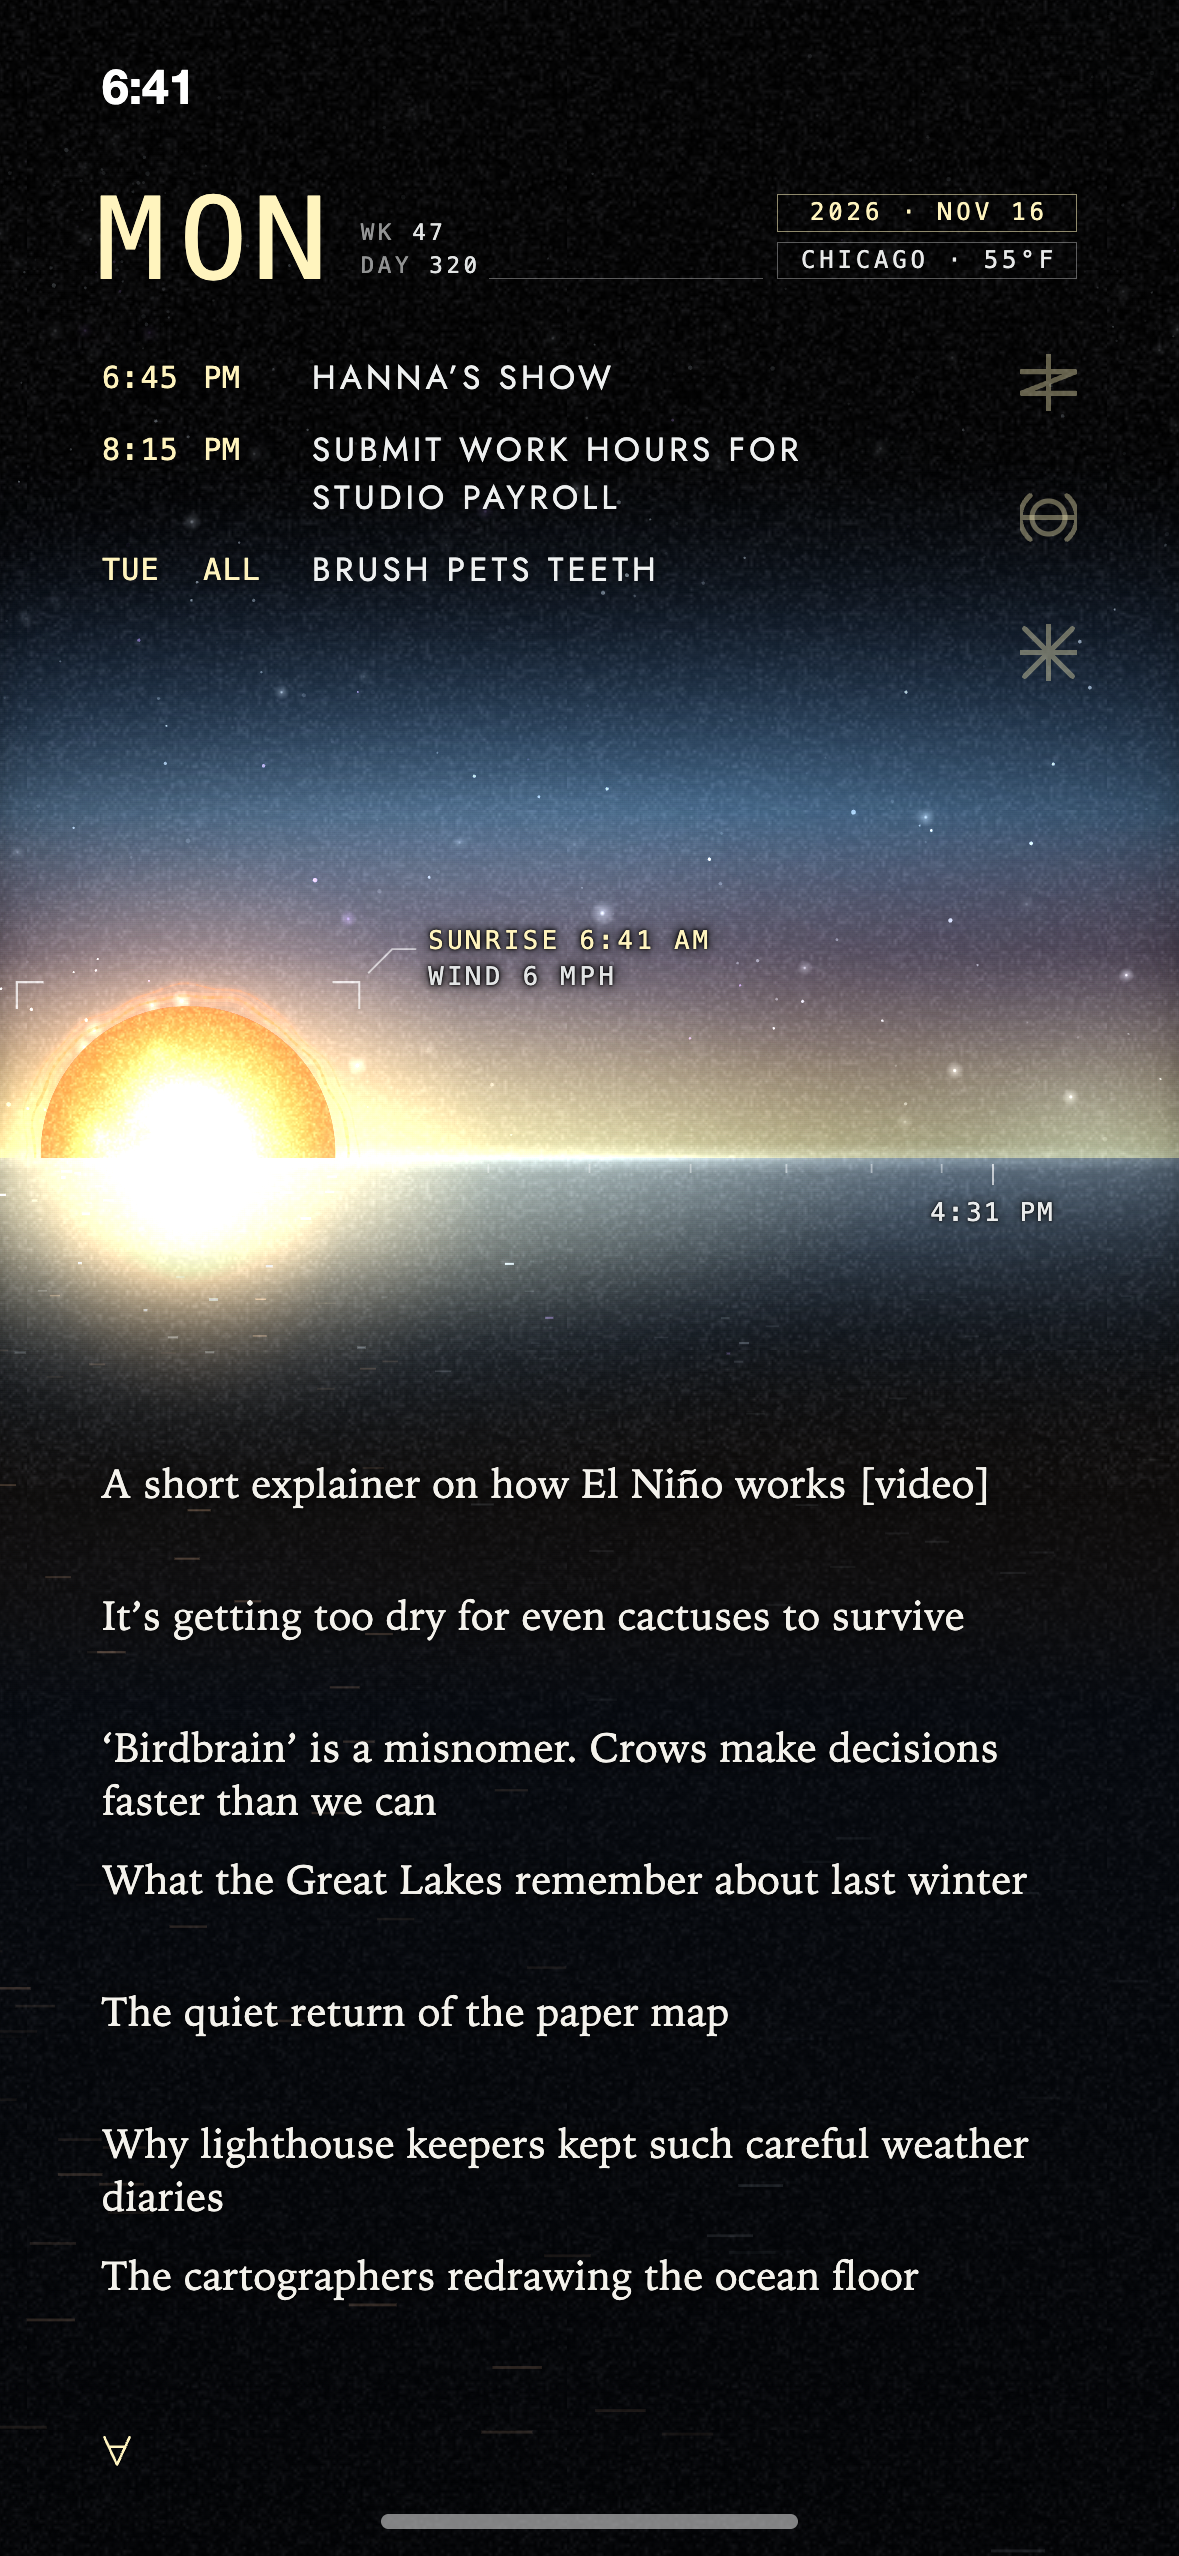 6:41
MON
WK 47
DAY 320
2026 · NOV 16
CHICAGO · 55°F
6:45 PM HANNA’S SHOW
8:15 PM SUBMIT WORK HOURS FOR
STUDIO PAYROLL
TUE ALL BRUSH PETS TEETH
SUNRISE 6:41 AM
WIND 6 MPH
4:31 PM
A short explainer on how El Niño works [video]
It’s getting too dry for even cactuses to survive
‘Birdbrain’ is a misnomer. Crows make decisions
faster than we can
What the Great Lakes remember about last winter
The quiet return of the paper map
Why lighthouse keepers kept such careful weather
diaries
The cartographers redrawing the ocean floor